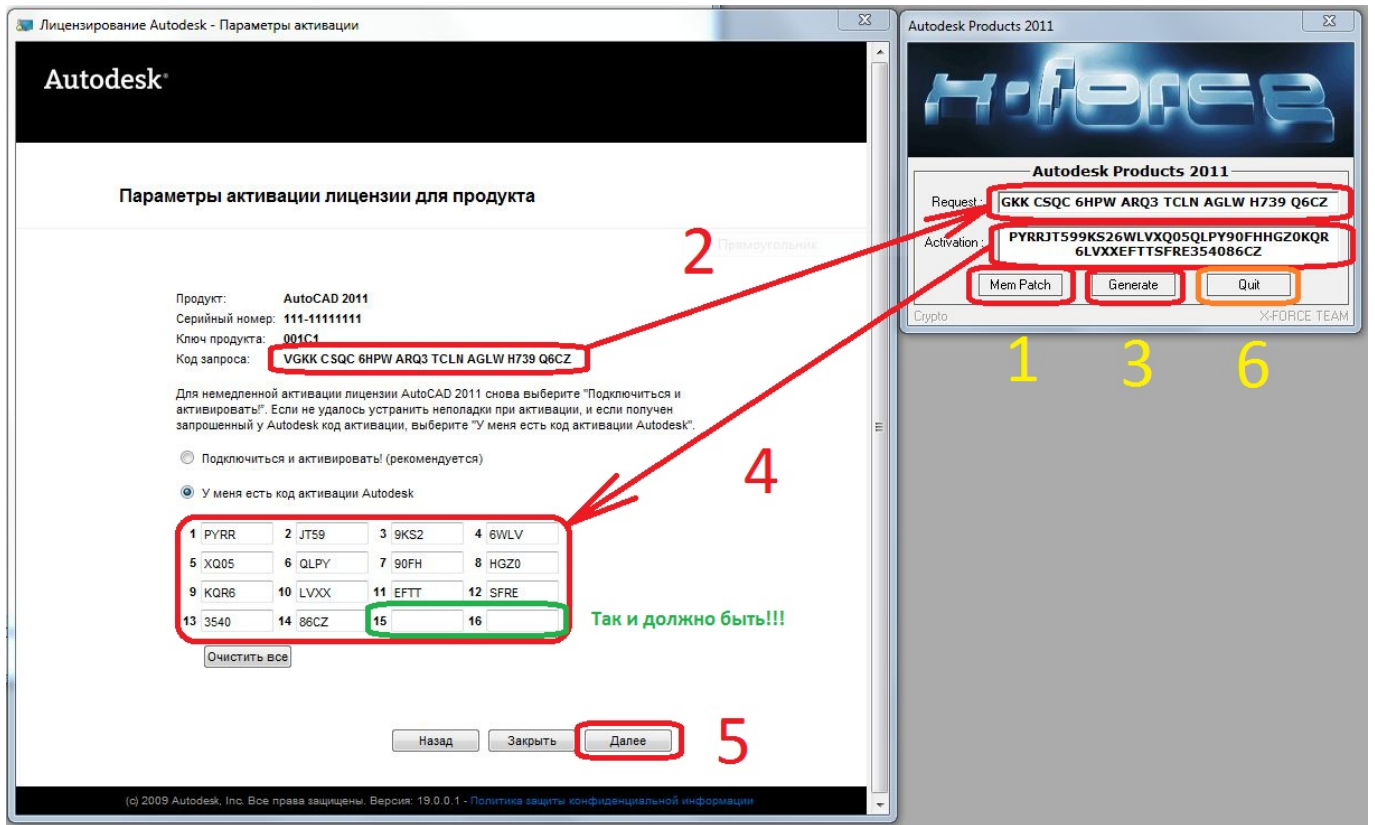 Лицензирование Autodesk - Параметры активации
Autodesk
Параметры активации лицензии для продукта
Прямоугольник
2
Продукт: AutoCAD 2011
Серийный номер: 111-11111111
Ключ продукта: 001C1
Код запроса: VGKK CSQC 6HPW ARQ3 TCLN AGLW H739 Q6CZ
Для немедленной активации лицензии AutoCAD 2011 снова выберите "Подключиться и
активировать!". Если не удалось устранить неполадки при активации, и если получен
запрошенный у Autodesk код активации, выберите "У меня есть код активации Autodesk".
Подключиться и активировать! (рекомендуется)
4
У меня есть код активации Autodesk
1 PYRR 2 JT59 3 9KS2 4 6WLV
5 XQ05 6 QLPY 7 90FH 8 HGZ0
9 KQR6 10 LVXX 11 EFTT 12 SFRE
13 3540 14 86CZ 15 16 Так и должно быть!!!
Очистить все
Назад Закрыть Далее 5
(c) 2009 Autodesk, Inc. Все права защищены. Версия: 19.0.0.1 - Политика защиты конфиденциальной информации
Autodesk Products 2011
x-force
Autodesk Products 2011
Request : GKK CSQC 6HPW ARQ3 TCLN AGLW H739 Q6CZ
Activation : PYRRJT599KS26WLVXQ05QLPY90FHHGZ0KQR
6LVXXEFTTSFRE354086CZ
Mem Patch Generate Quit
Crypto X-FORCE TEAM
1 3 6